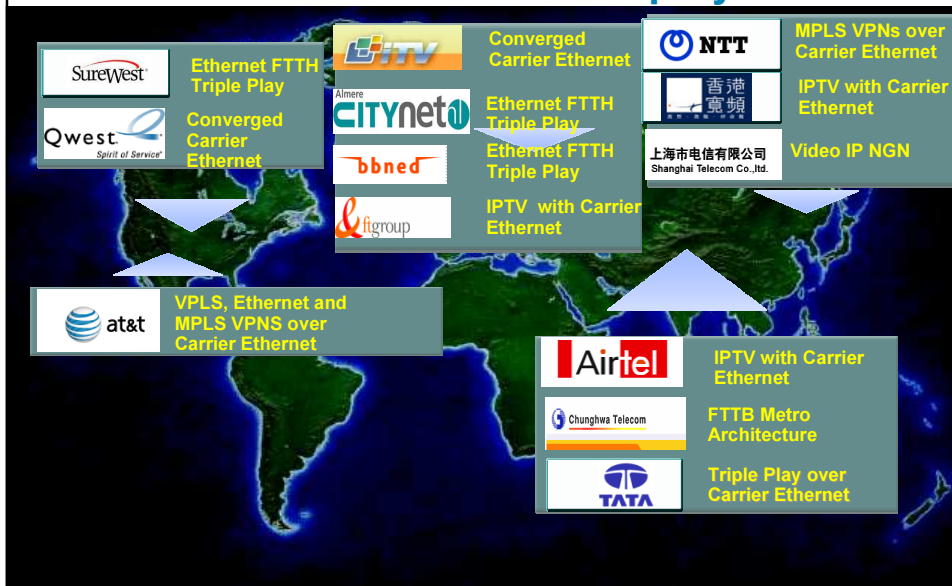 SureWest
Ethernet FTTH
Triple Play
Qwest
Spirit of Service
Converged
Carrier
Ethernet
iTV
Converged
Carrier Ethernet
Almere
CITYnet
Ethernet FTTH
Triple Play
bbned
Ethernet FTTH
Triple Play
ftgroup
IPTV with Carrier
Ethernet
NTT
MPLS VPNs over
Carrier Ethernet
香港
寬頻
IPTV with Carrier
Ethernet
上海市电信有限公司
Shanghai Telecom Co.,ltd.
Video IP NGN
at&t
VPLS, Ethernet and
MPLS VPNS over
Carrier Ethernet
Airtel
IPTV with Carrier
Ethernet
Chunghwa Telecom
FTTB Metro
Architecture
TATA
Triple Play over
Carrier Ethernet